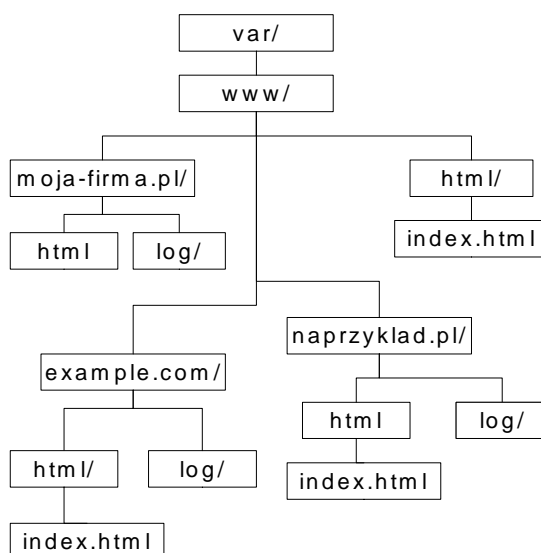 var/
www/
moja-firma.pl/
html/
html
log/
index.html
naprzyklad.pl/
example.com/
html
log/
html/
log/
index.html
index.html